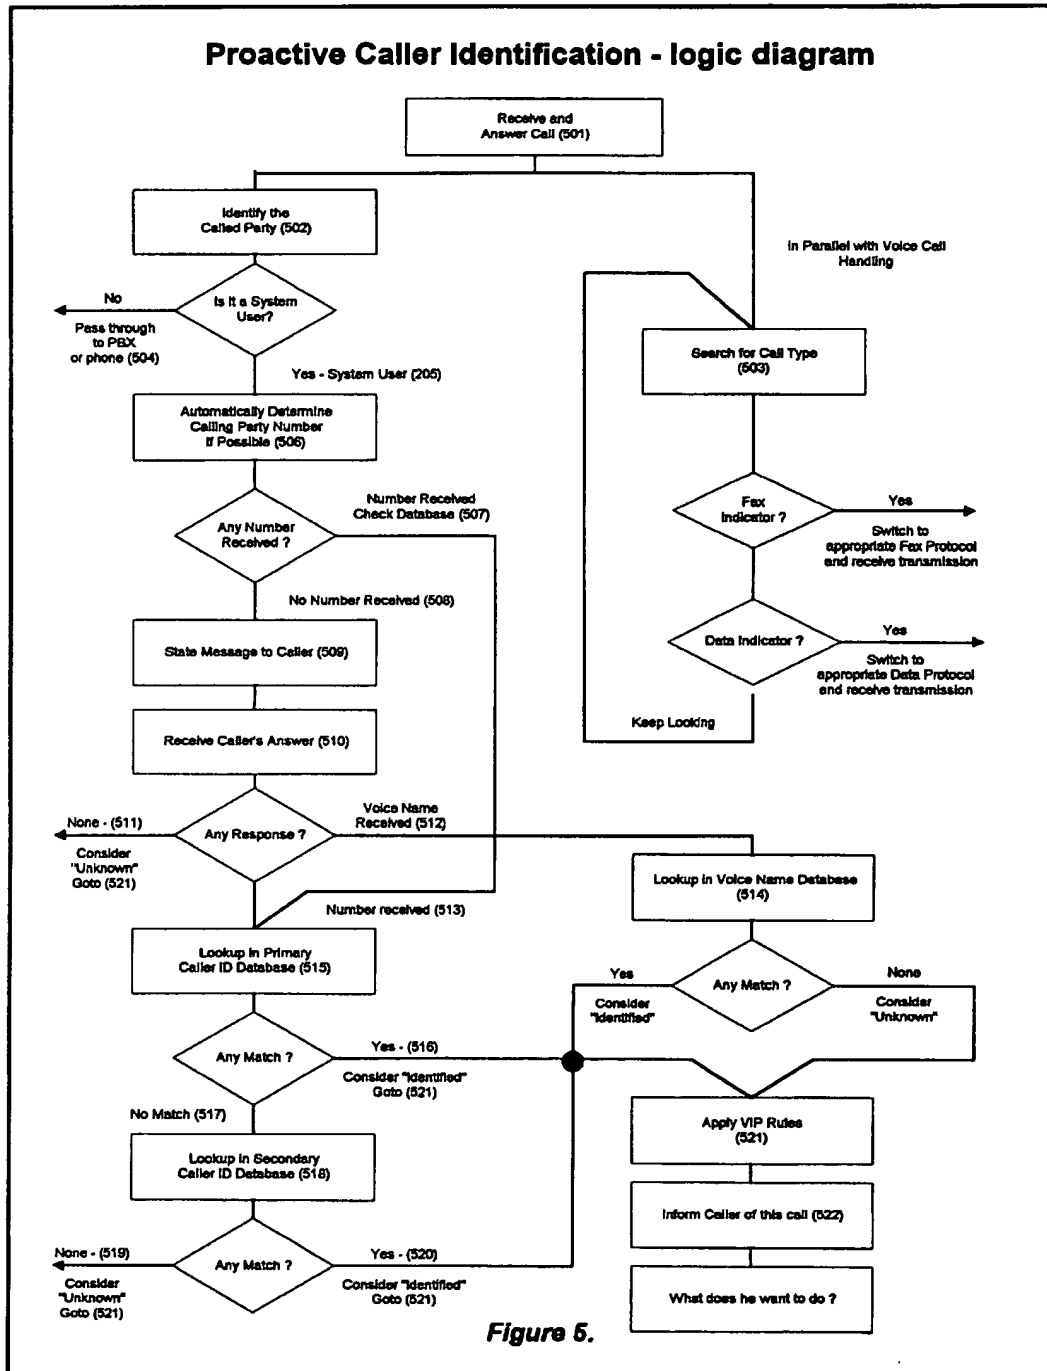 Proactive Caller Identification - logic diagram
Receive and
Answer Call (501)
Identify the
Called Party (502)
In Parallel with Voice Call
Handling
No
Pass through
to PBX
or phone (504)
Is it a System
User?
Search for Call Type
(503)
Yes - System User (205)
Automatically Determine
Calling Party Number
If Possible (506)
Number Received
Check Database (507)
Any Number
Received ?
Fax
Indicator ?
Yes
Switch to
appropriate Fax Protocol
and receive transmission
No Number Received (508)
State Message to Caller (509)
Data Indicator ?
Yes
Switch to
appropriate Data Protocol
and receive transmission
Receive Caller's Answer (510)
Keep Looking
None - (511)
Consider
"Unknown"
Goto (521)
Any Response ?
Voice Name
Received (512)
Lookup in Voice Name Database
(514)
Number received (513)
Lookup in Primary
Caller ID Database (515)
Yes
Consider
"Identified"
Any Match ?
None
Consider
"Unknown"
Any Match ?
Yes - (516)
Consider "Identified"
Goto (521)
No Match (517)
Apply VIP Rules
(521)
Lookup in Secondary
Caller ID Database (518)
Inform Caller of this call (522)
None - (519)
Consider
"Unknown"
Goto (521)
Any Match ?
Yes - (520)
Consider "Identified"
Goto (521)
What does he want to do ?
Figure 5.